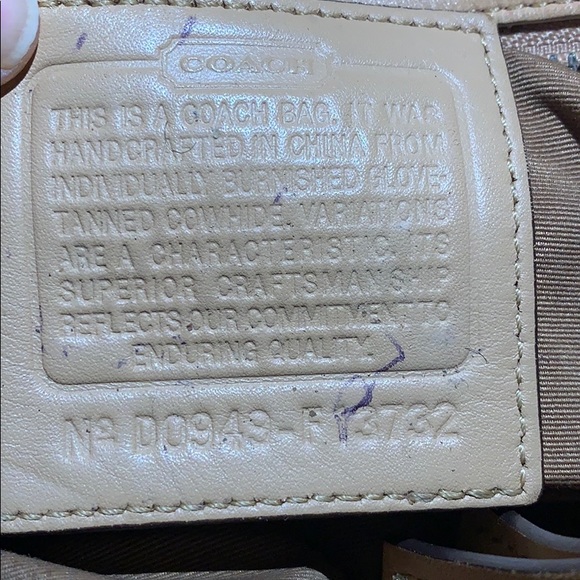 COACH
THIS IS A COACH BAG. IT WAS
HANDCRAFTED IN CHINA FROM
INDIVIDUALLY BURNISHED GLOVE-
TANNED COWHIDE. VARIATIONS
ARE A CHARACTERISTIC. ITS
SUPERIOR CRAFTSMANSHIP
REFLECTS OUR COMMITMENT TO
ENDURING QUALITY.
Nº D0943-F13732